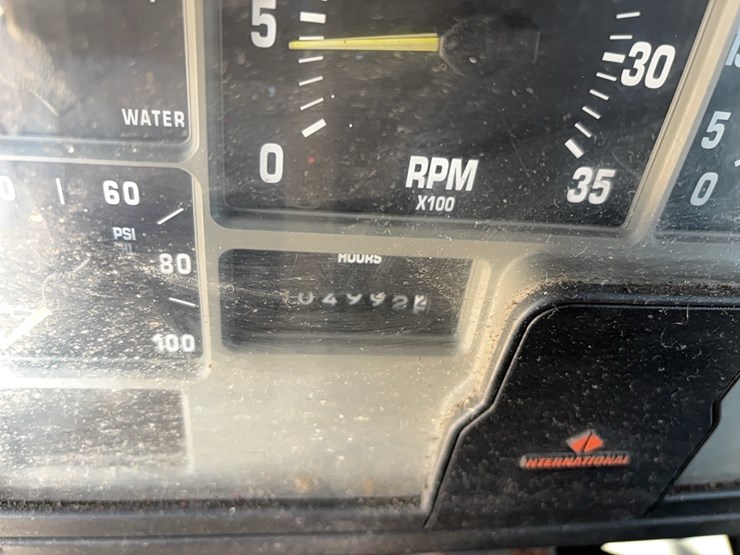 5
30
WATER
5
0
RPM
X100
35
0
60
PSI
80
100
HOURS
INTERNATIONAL